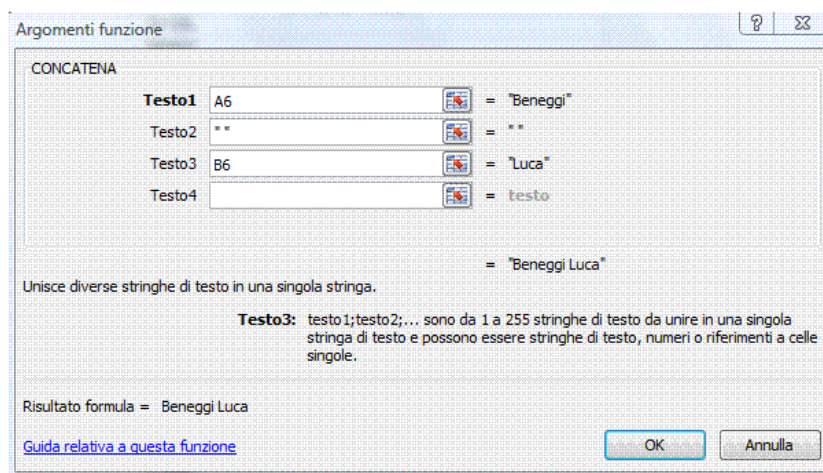 Argomenti funzione
CONCATENA
Testo1 A6 = "Beneggi"
Testo2 " " = " "
Testo3 B6 = "Luca"
Testo4 = testo
= "Beneggi Luca"
Unisce diverse stringhe di testo in una singola stringa.
Testo3: testo1;testo2;... sono da 1 a 255 stringhe di testo da unire in una singola
stringa di testo e possono essere stringhe di testo, numeri o riferimenti a celle
singole.
Risultato formula = Beneggi Luca
Guida relativa a questa funzione OK Annulla